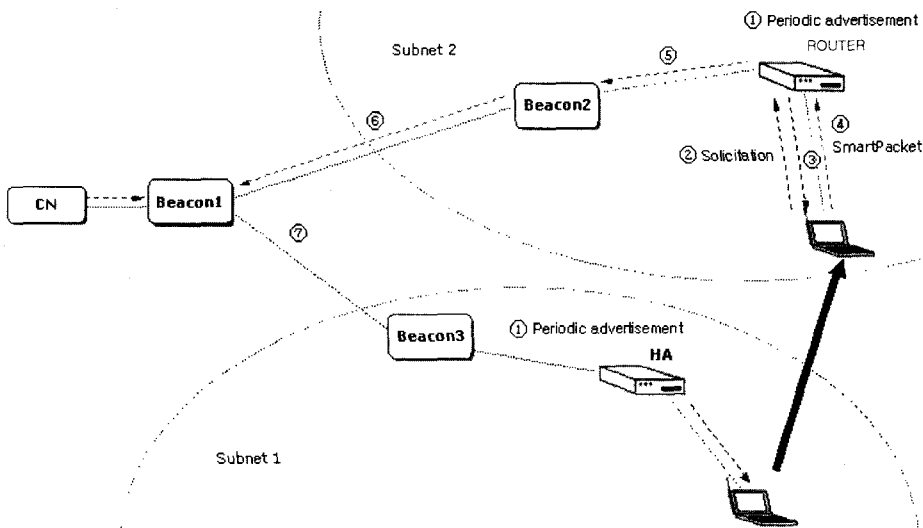 ① Periodic advertisement
ROUTER
Subnet 2
⑤
Beacon2
⑥
④
SmartPacket
② Solicitation
③
CN
Beacon1
⑦
Beacon3
① Periodic advertisement
HA
Subnet 1